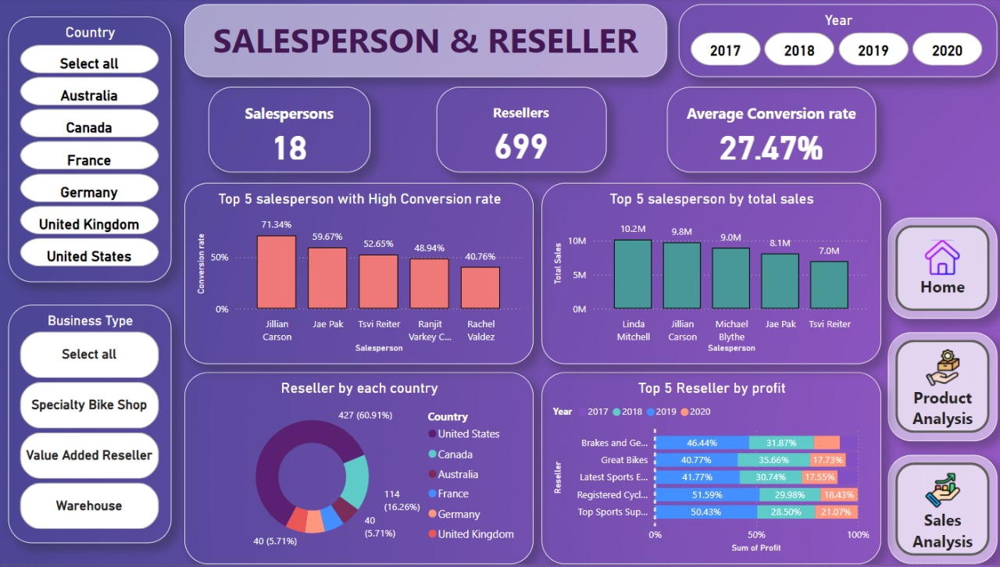 Country
Select all
Australia
Canada
France
Germany
United Kingdom
United States
Business Type
Select all
Specialty Bike Shop
Value Added Reseller
Warehouse
SALESPERSON & RESELLER
Year
2017
2018
2019
2020
Salespersons
18
Resellers
699
Average Conversion rate
27.47%
Top 5 salesperson with High Conversion rate
Conversion rate
50%
0%
71.34%
59.67%
52.65%
48.94%
40.76%
Jillian
Carson
Jae Pak
Tsvi Reiter
Ranjit
Varkey C...
Rachel
Valdez
Salesperson
Top 5 salesperson by total sales
Total Sales
10M
5M
0M
10.2M
9.8M
9.0M
8.1M
7.0M
Linda
Mitchell
Jillian
Carson
Michael
Blythe
Jae Pak
Tsvi Reiter
Salesperson
Reseller by each country
427 (60.91%)
114
(16.26%)
40
(5.71%)
40 (5.71%)
Country
United States
Canada
Australia
France
Germany
United Kingdom
Top 5 Reseller by profit
Year 2017 2018 2019 2020
Reseller
Brakes and Ge... 46.44% 31.87%
Great Bikes 40.77% 35.66% 17.73%
Latest Sports E... 41.77% 30.74% 17.55%
Registered Cycl... 51.59% 29.98% 18.43%
Top Sports Sup... 50.43% 28.50% 21.07%
0% 50% 100%
Sum of Profit
Home
Product
Analysis
Sales
Analysis